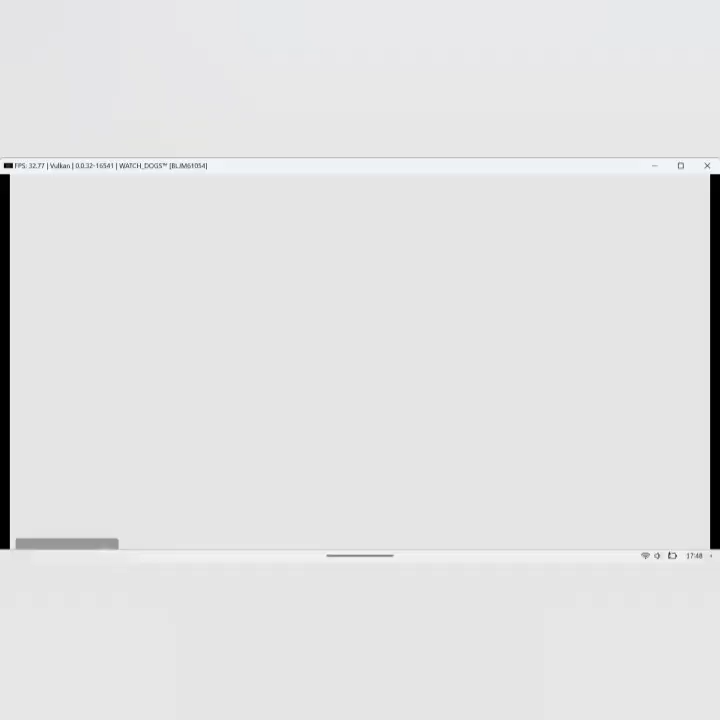 FPS: 32.77 | Vulkan | 0.0.32-16541 | WATCH_DOGS™ [BLJM61054]
17:48